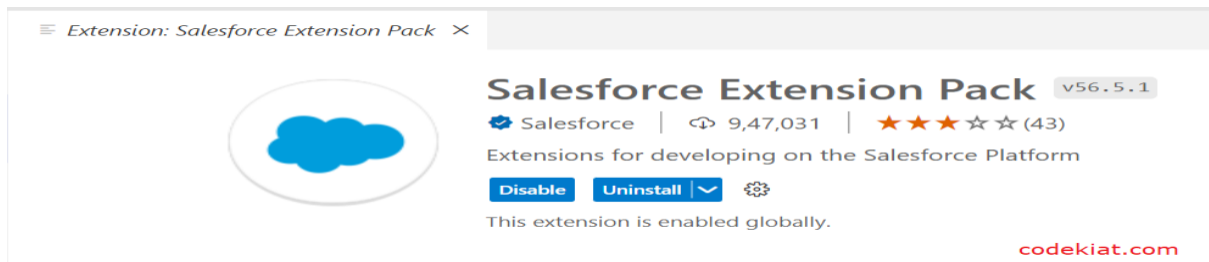 Extension: Salesforce Extension Pack
Salesforce Extension Pack v56.5.1
Salesforce | 9,47,031 | ★★★☆☆ (43)
Extensions for developing on the Salesforce Platform
Disable Uninstall
This extension is enabled globally.
codekiat.com